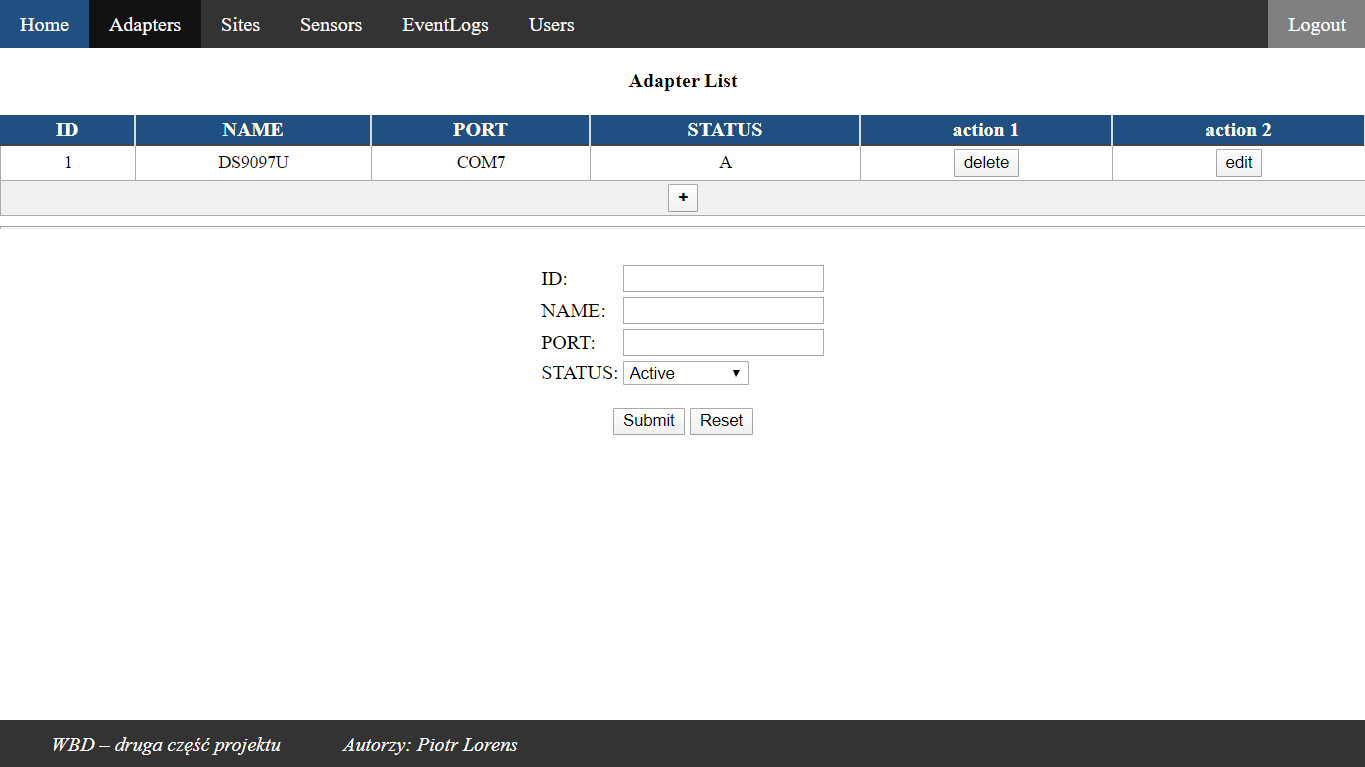 Home Adapters Sites Sensors EventLogs Users Logout
Adapter List
ID NAME PORT STATUS action 1 action 2
1 DS9097U COM7 A delete edit
+
ID:
NAME:
PORT:
STATUS: Active
Submit Reset
WBD – druga część projektu Autorzy: Piotr Lorens